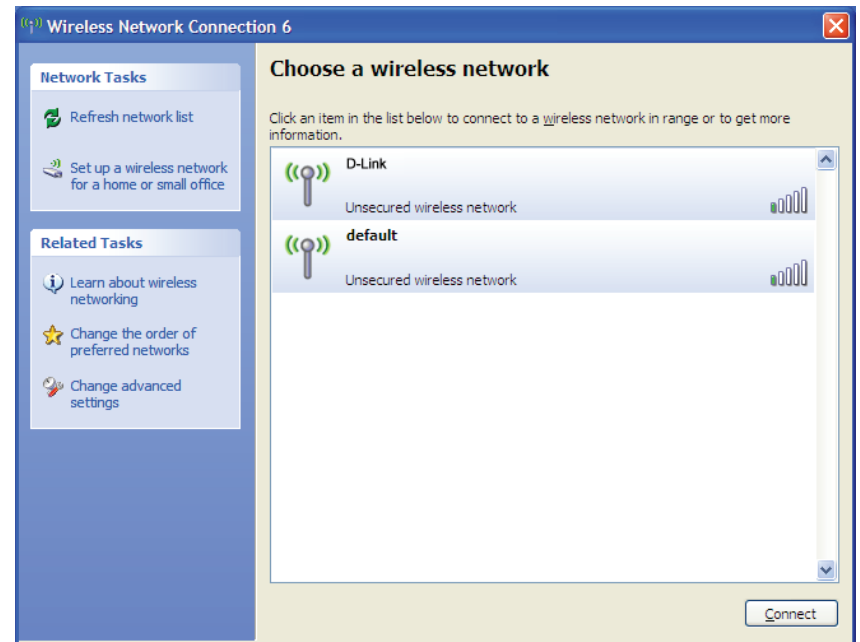 Wireless Network Connection 6
Network Tasks
Refresh network list
Set up a wireless network
for a home or small office
Related Tasks
Learn about wireless
networking
Change the order of
preferred networks
Change advanced
settings
Choose a wireless network
Click an item in the list below to connect to a wireless network in range or to get more
information.
D-Link
Unsecured wireless network
default
Unsecured wireless network
Connect